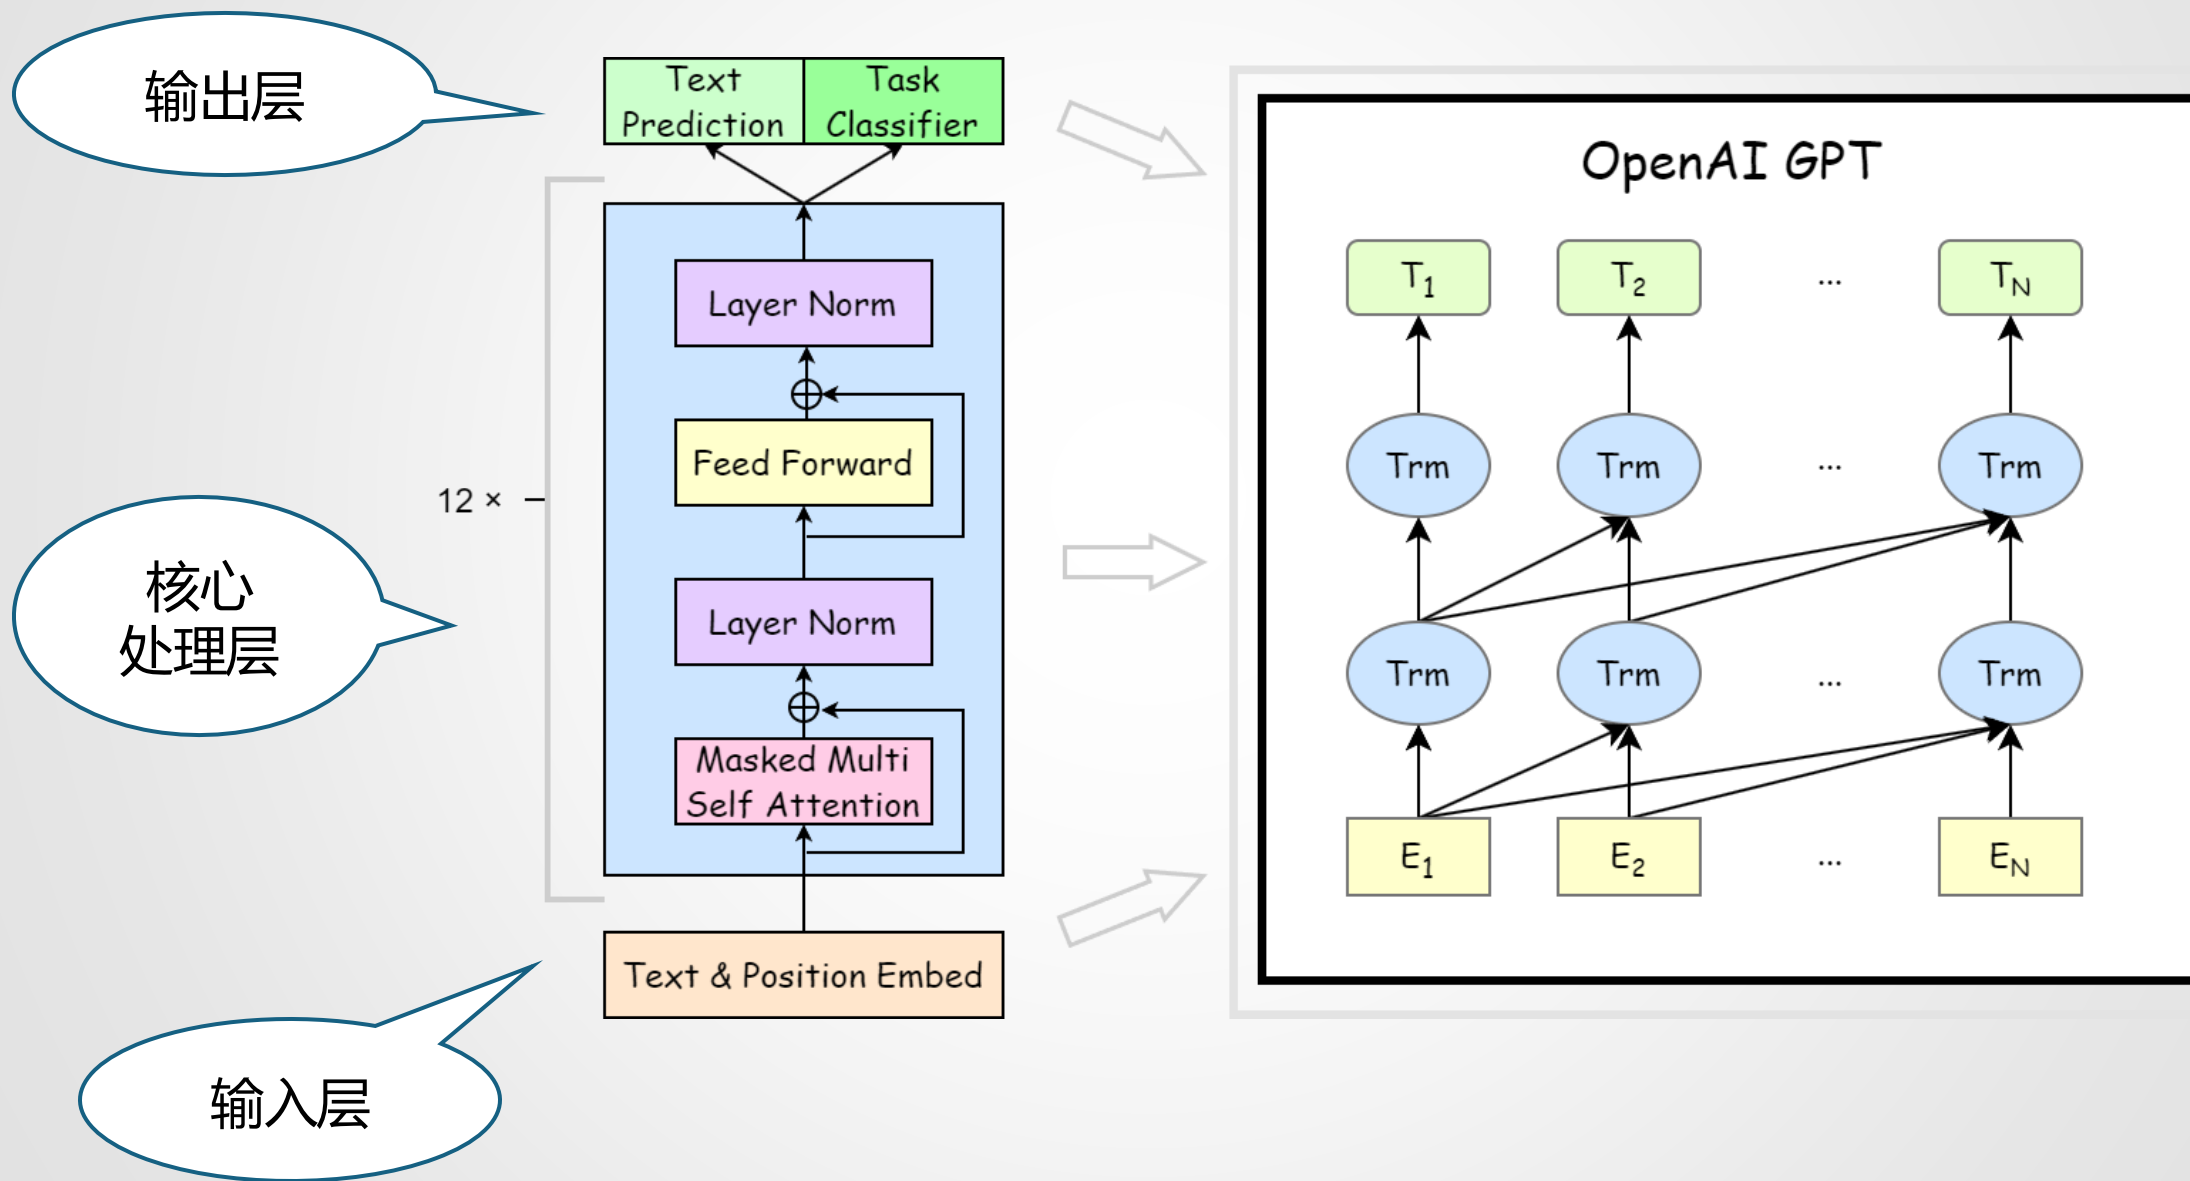 输出层
Text
Prediction
Task
Classifier
12 ×
Layer Norm
Feed Forward
Layer Norm
Masked Multi
Self Attention
核心
处理层
Text & Position Embed
输入层
OpenAI GPT
T1 T2 ... TN
Trm Trm ... Trm
Trm Trm ... Trm
E1 E2 ... EN